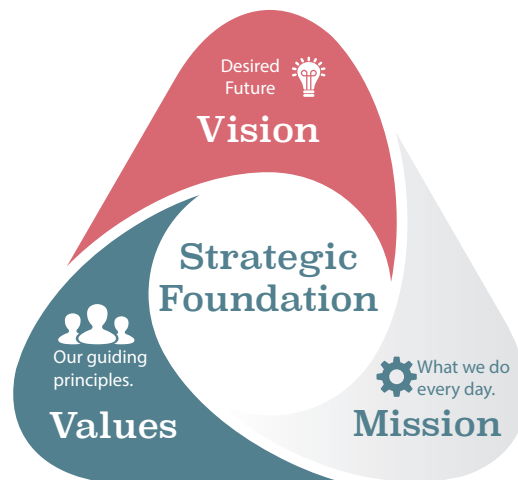 Desired
Future
Vision
Strategic
Foundation
Our guiding
principles.
Values
What we do
every day.
Mission